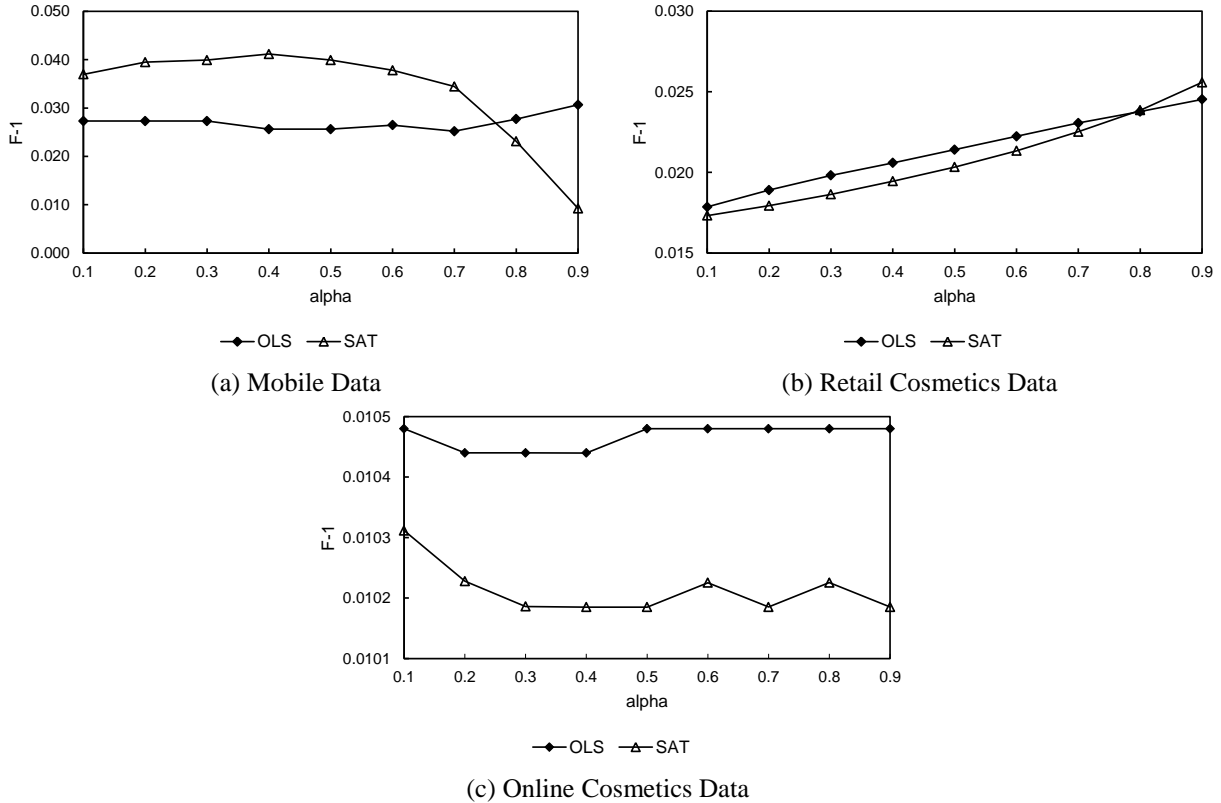 0.050
0.040
0.030
0.020
0.010
0.000
F-1
0.1 0.2 0.3 0.4 0.5 0.6 0.7 0.8 0.9
alpha
OLS SAT
(a) Mobile Data
0.030
0.025
0.020
0.015
F-1
0.1 0.2 0.3 0.4 0.5 0.6 0.7 0.8 0.9
alpha
OLS SAT
(b) Retail Cosmetics Data
0.0105
0.0104
0.0103
0.0102
0.0101
F-1
0.1 0.2 0.3 0.4 0.5 0.6 0.7 0.8 0.9
alpha
OLS SAT
(c) Online Cosmetics Data